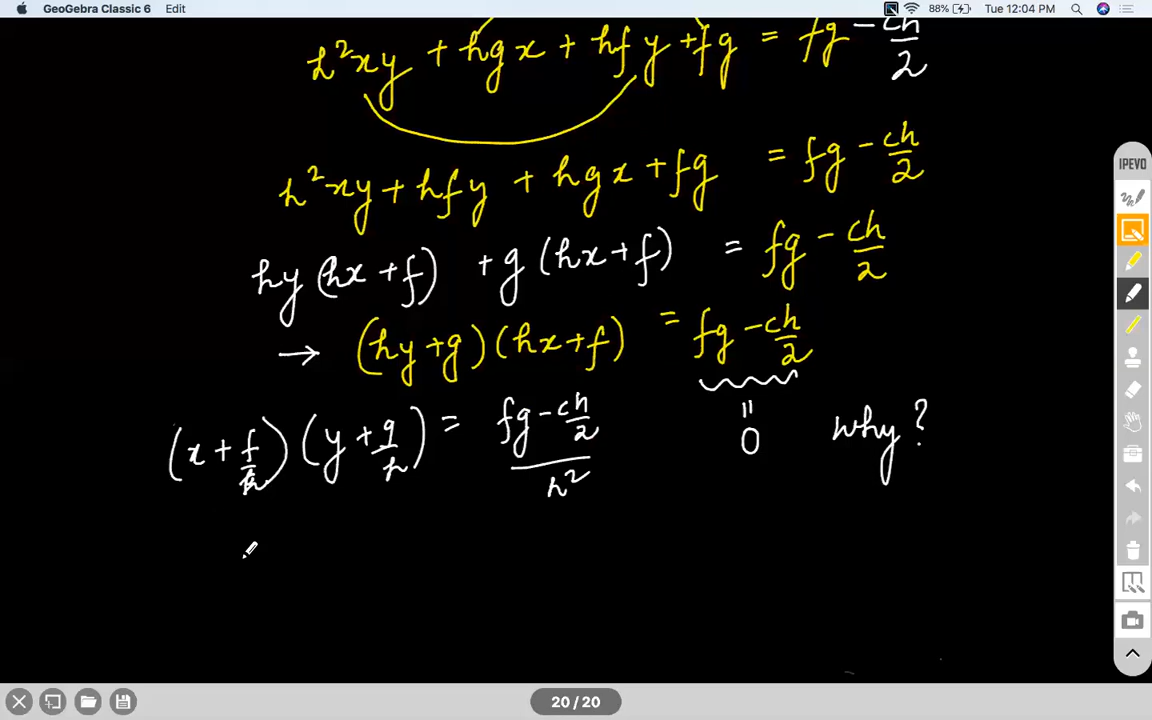 GeoGebra Classic 6 Edit 88% Tue 12:04 PM
h²xy + hgx + hfy + fg = fg - ch/2
IPEVO
h²xy + hfy + hgx + fg = fg - ch/2
hy(hx+f) + g(hx+f) = fg - ch/2
→ (hy+g)(hx+f) = fg - ch/2
(x + f/h)(y + g/h) = (fg - ch/2)/h² " 0 why?
20/20